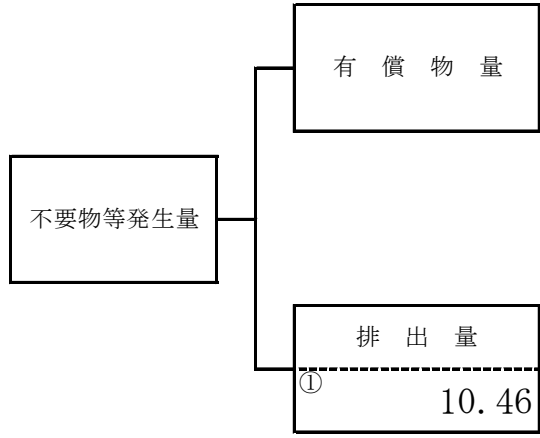 有 償 物 量
不要物等発生量
排 出 量
①
10.46